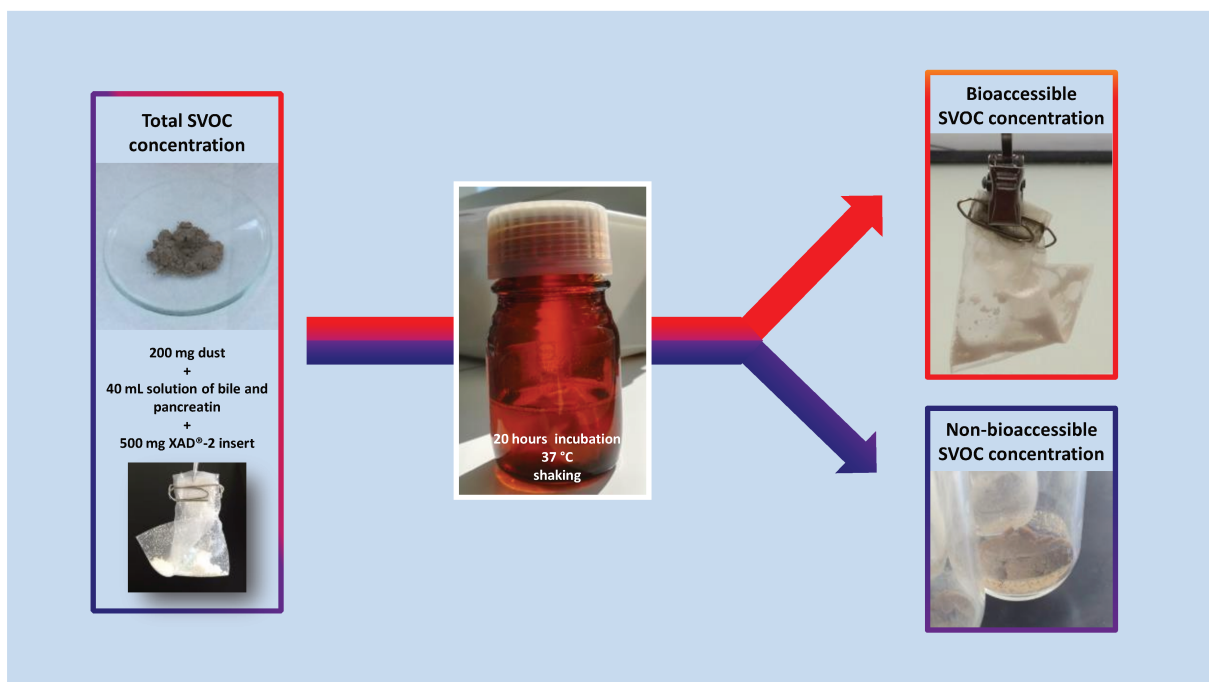 Total SVOC
concentration
200 mg dust
+
40 mL solution of bile and
pancreatin
+
500 mg XAD®-2 insert
20 hours incubation
37 °C
shaking
Bioaccessible
SVOC concentration
Non-bioaccessible
SVOC concentration